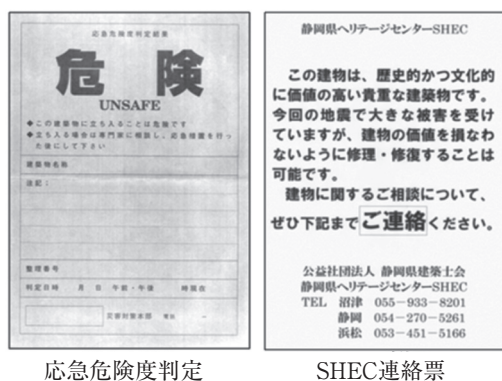 応急危険度判定結果
危険
UNSAFE
◆この建築物に立ち入ることは危険です
◆立ち入る場合は専門家に相談し、応急措置を行っ
た後にして下さい
建築物名称
注記：
整理番号
判定日時 月 日 午前・午後 時現在
災害対策本部 電話
応急危険度判定
静岡県ヘリテージセンターSHEC
この建物は、歴史的かつ文化的
に価値の高い貴重な建築物です。
今回の地震で大きな被害を受け
ていますが、建物の価値を損なわ
ないように修理・修復することは
可能です。
建物に関するご相談について、
ぜひ下記までご連絡ください。
公益社団法人 静岡県建築士会
静岡県ヘリテージセンターSHEC
TEL 沼津 055-933-8201
静岡 054-270-5261
浜松 053-451-5166
SHEC連絡票